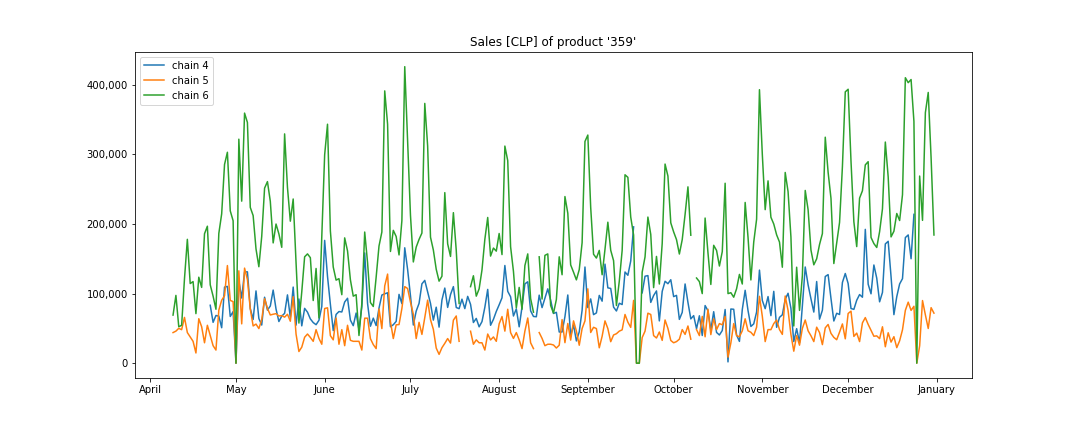 Sales [CLP] of product '359'
chain 4
chain 5
chain 6
400,000
300,000
200,000
100,000
0
April May June July August September October November December January